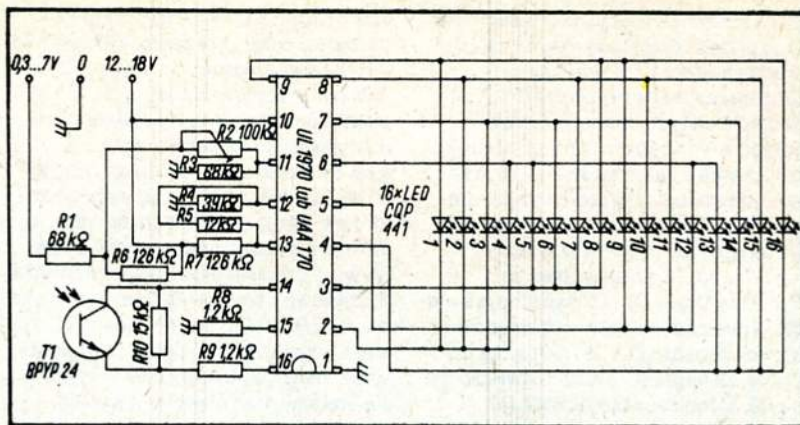 0,3...7V 0 12...18V
9 8
10 7
R2 100kΩ
11 6
R3
68kΩ
UL 1970 lub UAA 170
16×LED
CQP
441
R4
39kΩ
12 5
R5
12kΩ
13 4
R1
68kΩ
R6 126kΩ
R7 126kΩ
14 3
R8
1,2kΩ
15 2
R10 15kΩ
R9 1,2kΩ
16 1
T1
BPYP 24
1 2 3 4 5 6 7 8 9 10 11 12 13 14 15 16